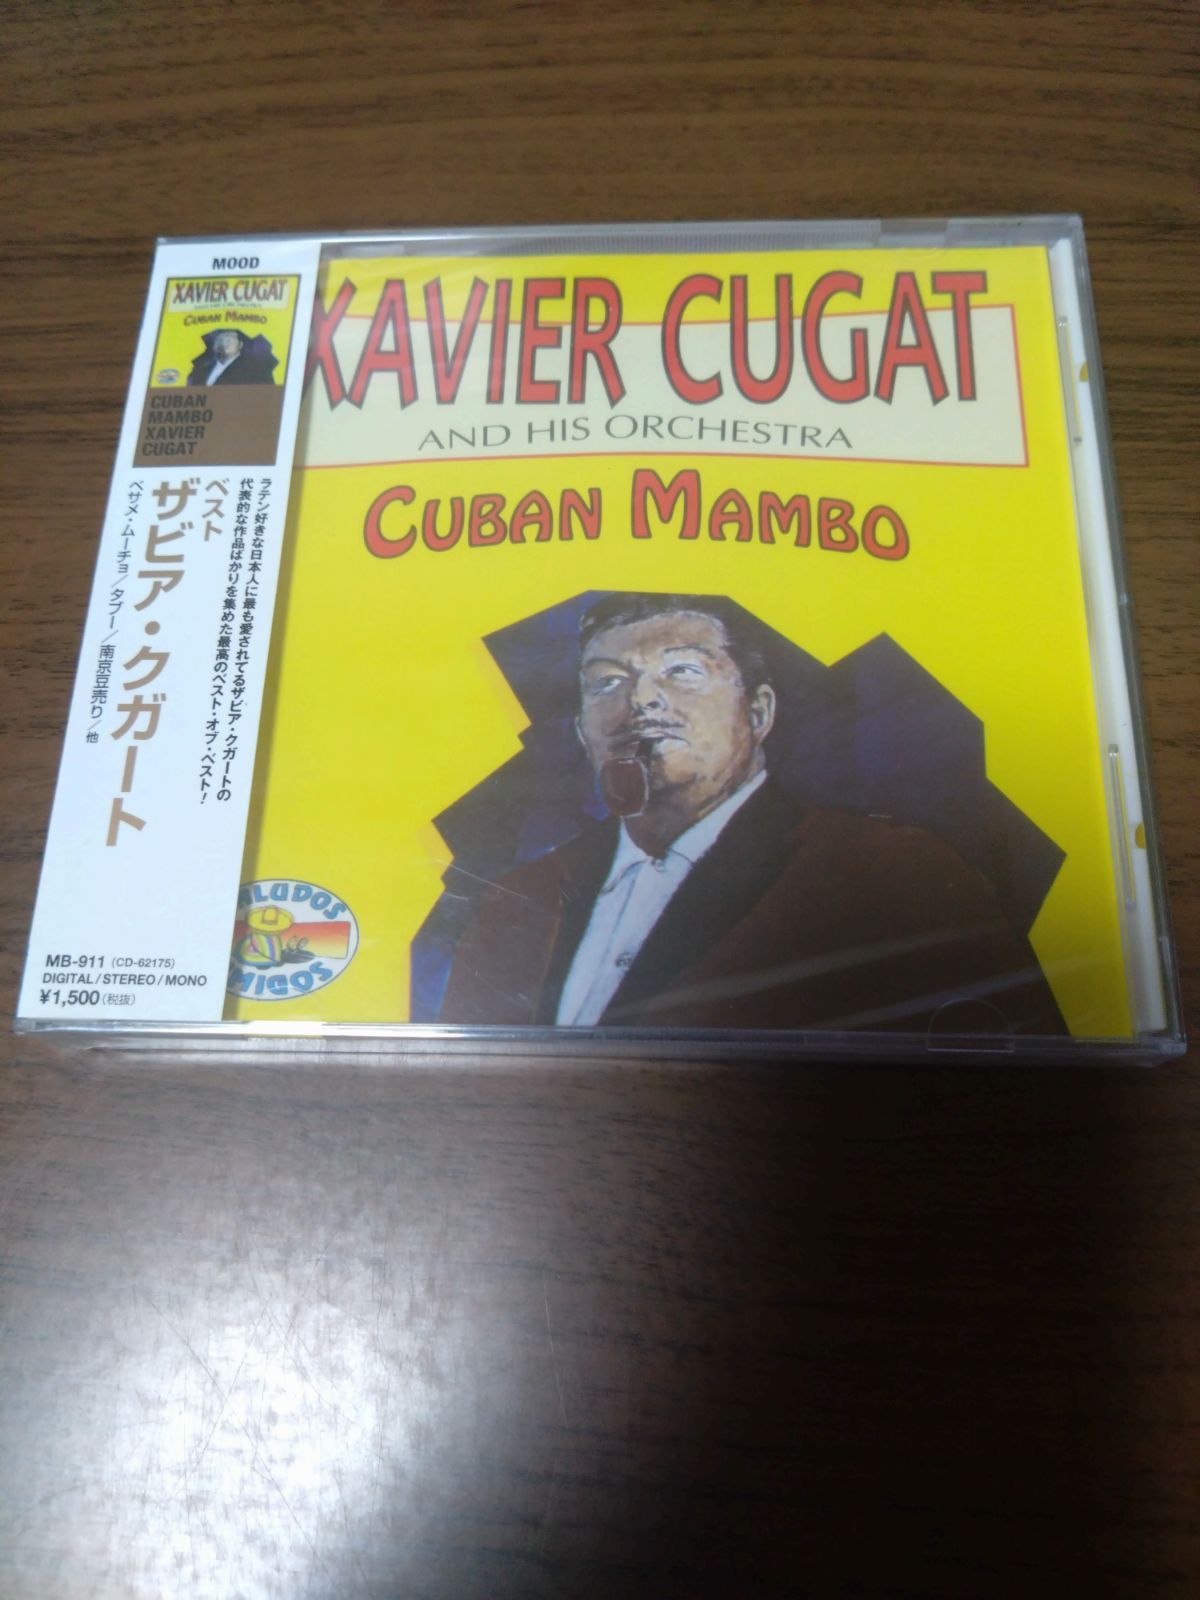 MOOD
XAVIER CUGAT
AND HIS ORCHESTRA
CUBAN MAMBO
CUBAN
MAMBO
XAVIER
CUGAT
ラテン好きな日本人に最も愛されてるザビア・クガートの
代表的な作品ばかりを集めた最高のベスト・オブ・ベスト!
ベスト
ザビア・クガート
ベサメ・ムーチョ/タブー/南京豆売り/他
MB-911 (CD-62175)
DIGITAL/STEREO/MONO
¥1,500(税抜)
XAVIER CUGAT
AND HIS ORCHESTRA
CUBAN MAMBO